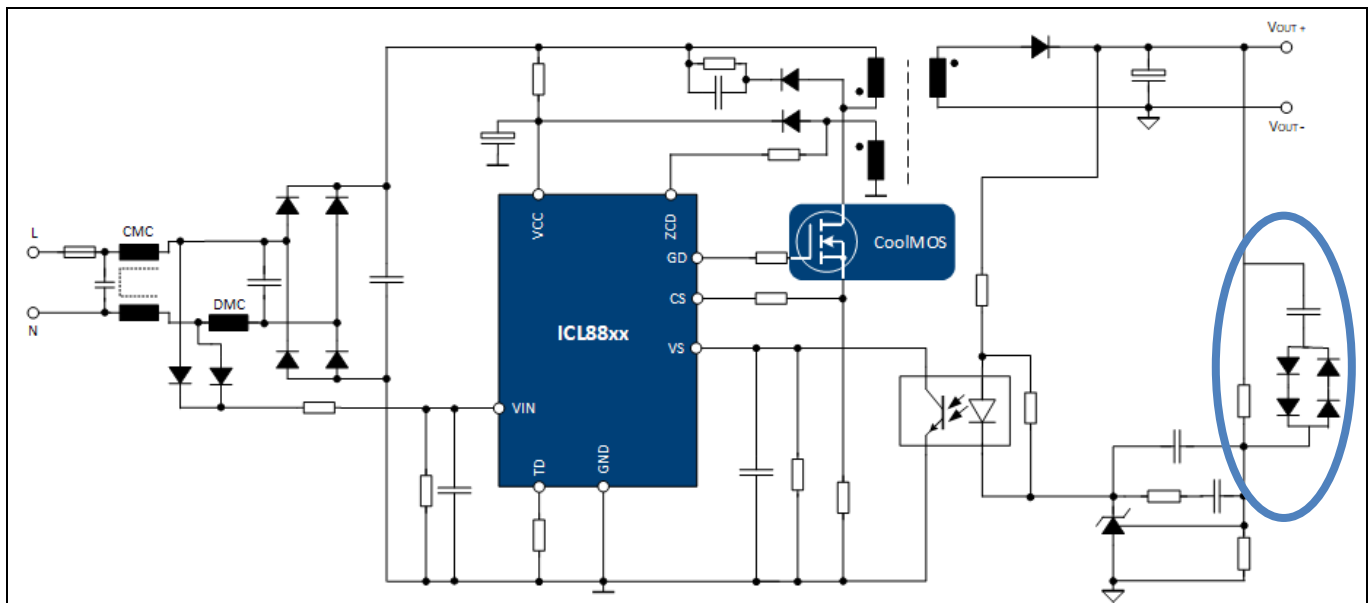 VOUT+
VOUT-
VCC
ZCD
L
CMC
GD
CoolMOS
CS
DMC
N
ICL88xx
VS
VIN
TD
GND